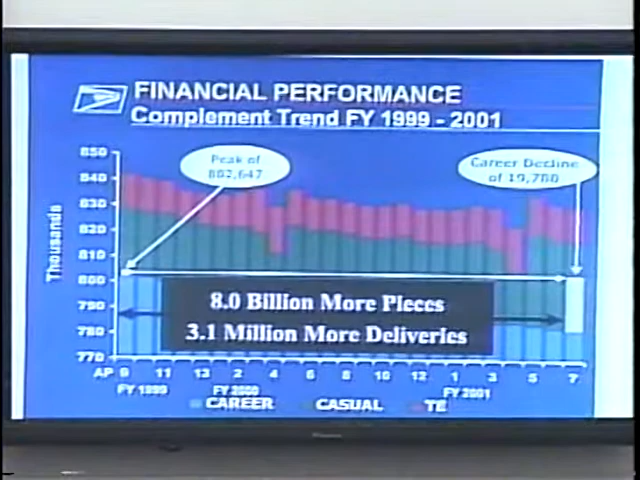 FINANCIAL PERFORMANCE
Complement Trend FY 1999 - 2001
850
840
830
820
810
800
790
780
770
Thousands
Peak of
802,647
Career Decline
of 19,780
8.0 Billion More Pieces
3.1 Million More Deliveries
AP 9 11 13 2 4 6 8 10 12 1 3 5 7
FY 1999 FY 2000 FY 2001
CAREER CASUAL TE